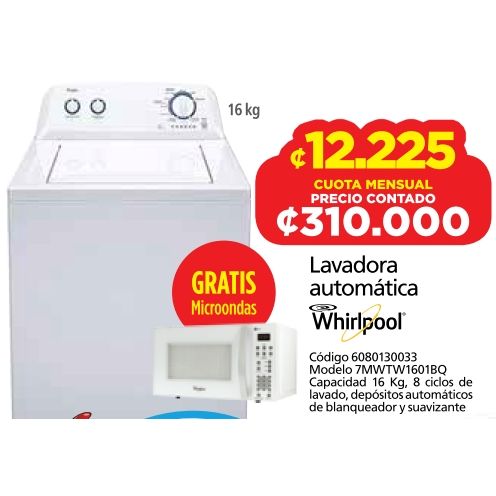 16 kg
¢12.225
CUOTA MENSUAL
PRECIO CONTADO
¢310.000
GRATIS
Microondas
Lavadora
automática
Whirlpool
Código 6080130033
Modelo 7MWTW1601BQ
Capacidad 16 Kg, 8 ciclos de
lavado, depósitos automáticos
de blanqueador y suavizante